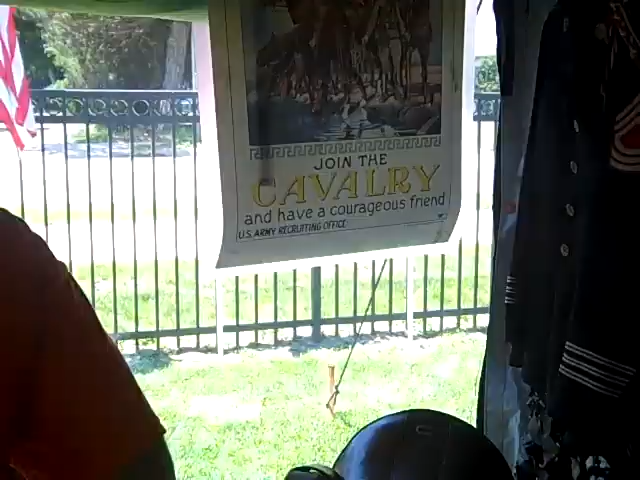 JOIN THE
CAVALRY
and have a courageous friend
U.S. ARMY RECRUITING OFFICE